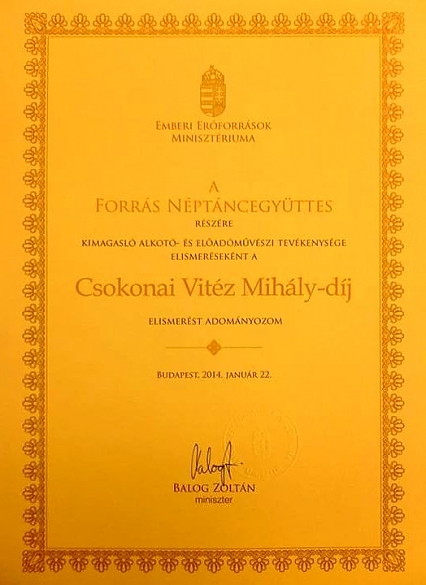 Emberi Erőforrások
Minisztériuma
A
Forrás Néptáncegyüttes
részére
kimagasló alkotó- és előadóművészi tevékenysége
elismeréseként a
Csokonai Vitéz Mihály-díj
elismerést adományozom
Budapest, 2014. január 22.
Balog Zoltán
miniszter